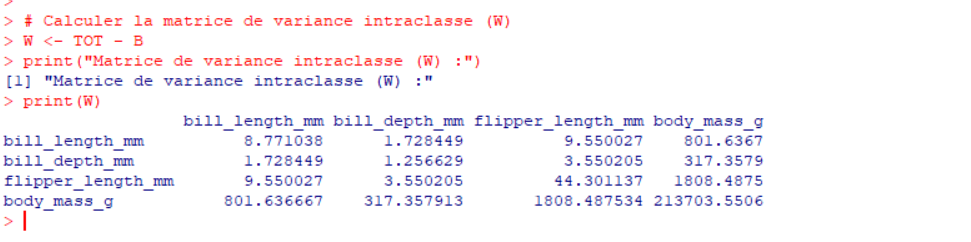 >
> # Calculer la matrice de variance intraclasse (W)
> W <- TOT - B
> print("Matrice de variance intraclasse (W) :")
[1] "Matrice de variance intraclasse (W) :"
> print(W)
                  bill_length_mm bill_depth_mm flipper_length_mm body_mass_g
bill_length_mm          8.771038      1.728449          9.550027    801.6367
bill_depth_mm           1.728449      1.256629          3.550205    317.3579
flipper_length_mm       9.550027      3.550205         44.301137   1808.4875
body_mass_g           801.636667    317.357913       1808.487534 213703.5506
>